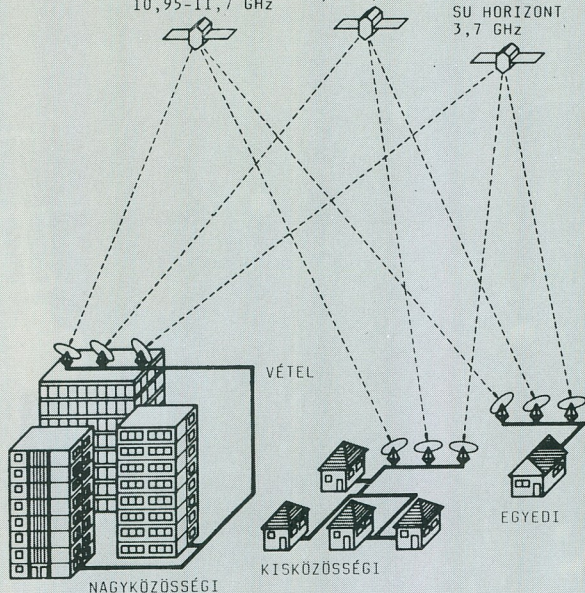 10,95-11,7 GHz
SU HORIZONT
3,7 GHz
VÉTEL
EGYEDI
KISKÖZÖSSÉGI
NAGYKÖZÖSSÉGI